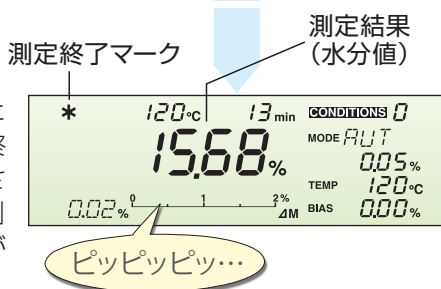 測定結果
（水分値）
測定終了マーク
* 120℃ 13 min CONDITIONS 0
15.68% MODE AUT
0.05%
TEMP 120℃
0.02% 0 1 2% ΔM BIAS 0.00%
ピッピッピッ…